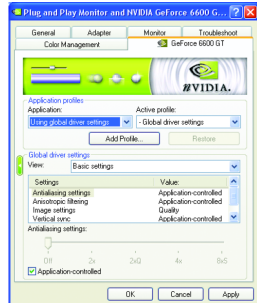 Plug and Play Monitor and NVIDIA GeForce 6600 G...
General
Adapter
Monitor
Troubleshoot
Color Management
GeForce 6600 GT
NVIDIA.
Application profiles
Application:
Active profile:
Using global driver settings
- Global driver settings
Add Profile...
Restore
Global driver settings
View:
Basic settings
Settings
Value:
Antialiasing settings
Application-controlled
Anisotropic filtering
Application-controlled
Image settings
Quality
Vertical sync
Application-controlled
Antialiasing settings:
Off
2x
2xQ
4x
8xS
Application-controlled
OK
Cancel
Apply